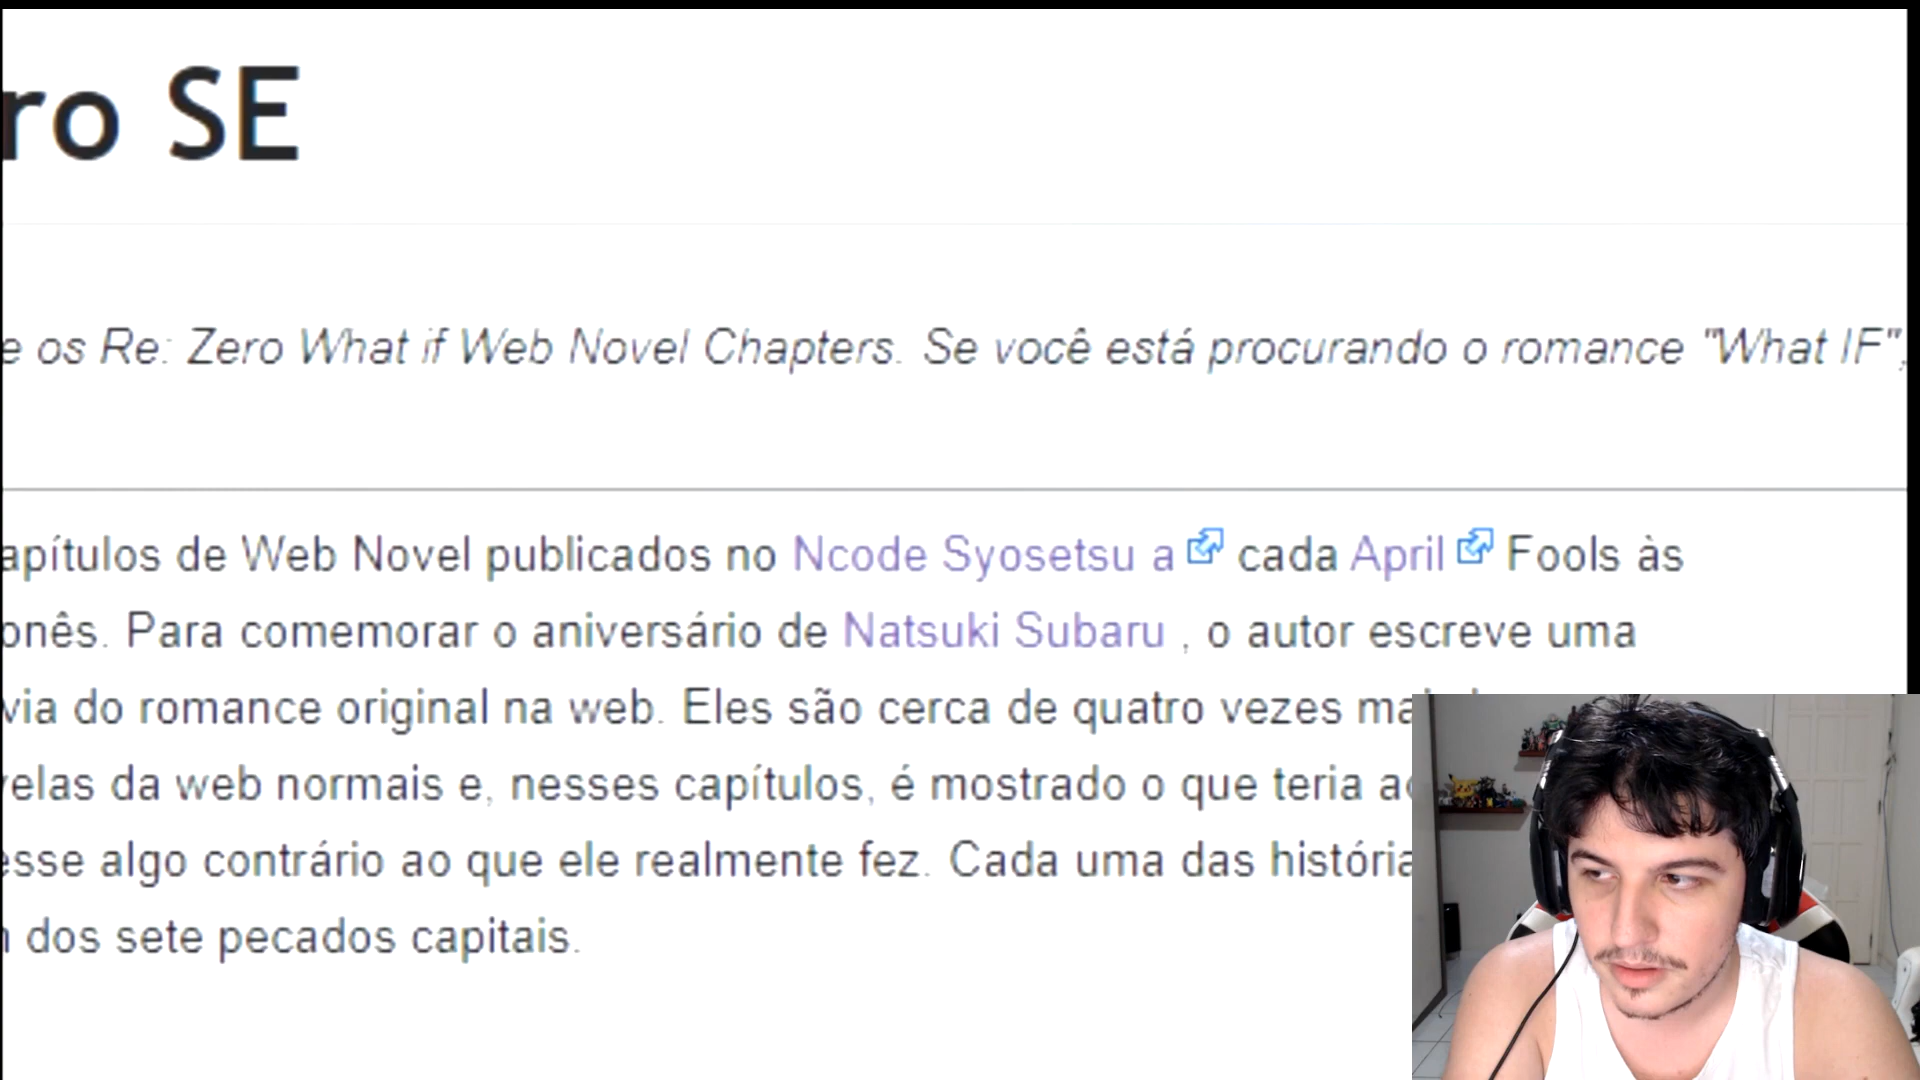 ro SE
e os Re: Zero What if Web Novel Chapters. Se você está procurando o romance "What IF",
apítulos de Web Novel publicados no Ncode Syosetsu a cada April Fools às
onês. Para comemorar o aniversário de Natsuki Subaru , o autor escreve uma
via do romance original na web. Eles são cerca de quatro vezes ma
velas da web normais e, nesses capítulos, é mostrado o que teria ac
esse algo contrário ao que ele realmente fez. Cada uma das história
dos sete pecados capitais.